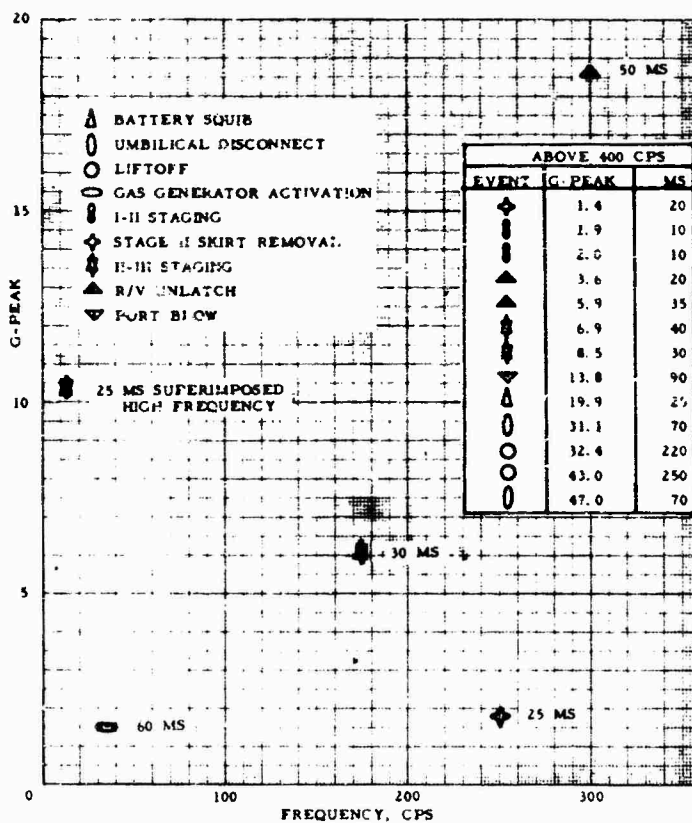 20
50 MS
BATTERY SQUIB
UMBILICAL DISCONNECT
LIFTOFF
GAS GENERATOR ACTIVATION
I-II STAGING
STAGE II SKIRT REMOVAL
II-III STAGING
R/V UNLATCH
PORT BLOW
ABOVE 400 CPS
EVENT G-PEAK MS
1.4 20
1.9 10
2.0 10
3.6 20
5.9 35
6.9 40
8.5 30
13.8 90
19.9 25
31.1 70
32.4 220
43.0 250
47.0 70
15
G-PEAK
25 MS SUPERIMPOSED
HIGH FREQUENCY
10
30 MS
5
60 MS
25 MS
0 100 200 300
FREQUENCY, CPS